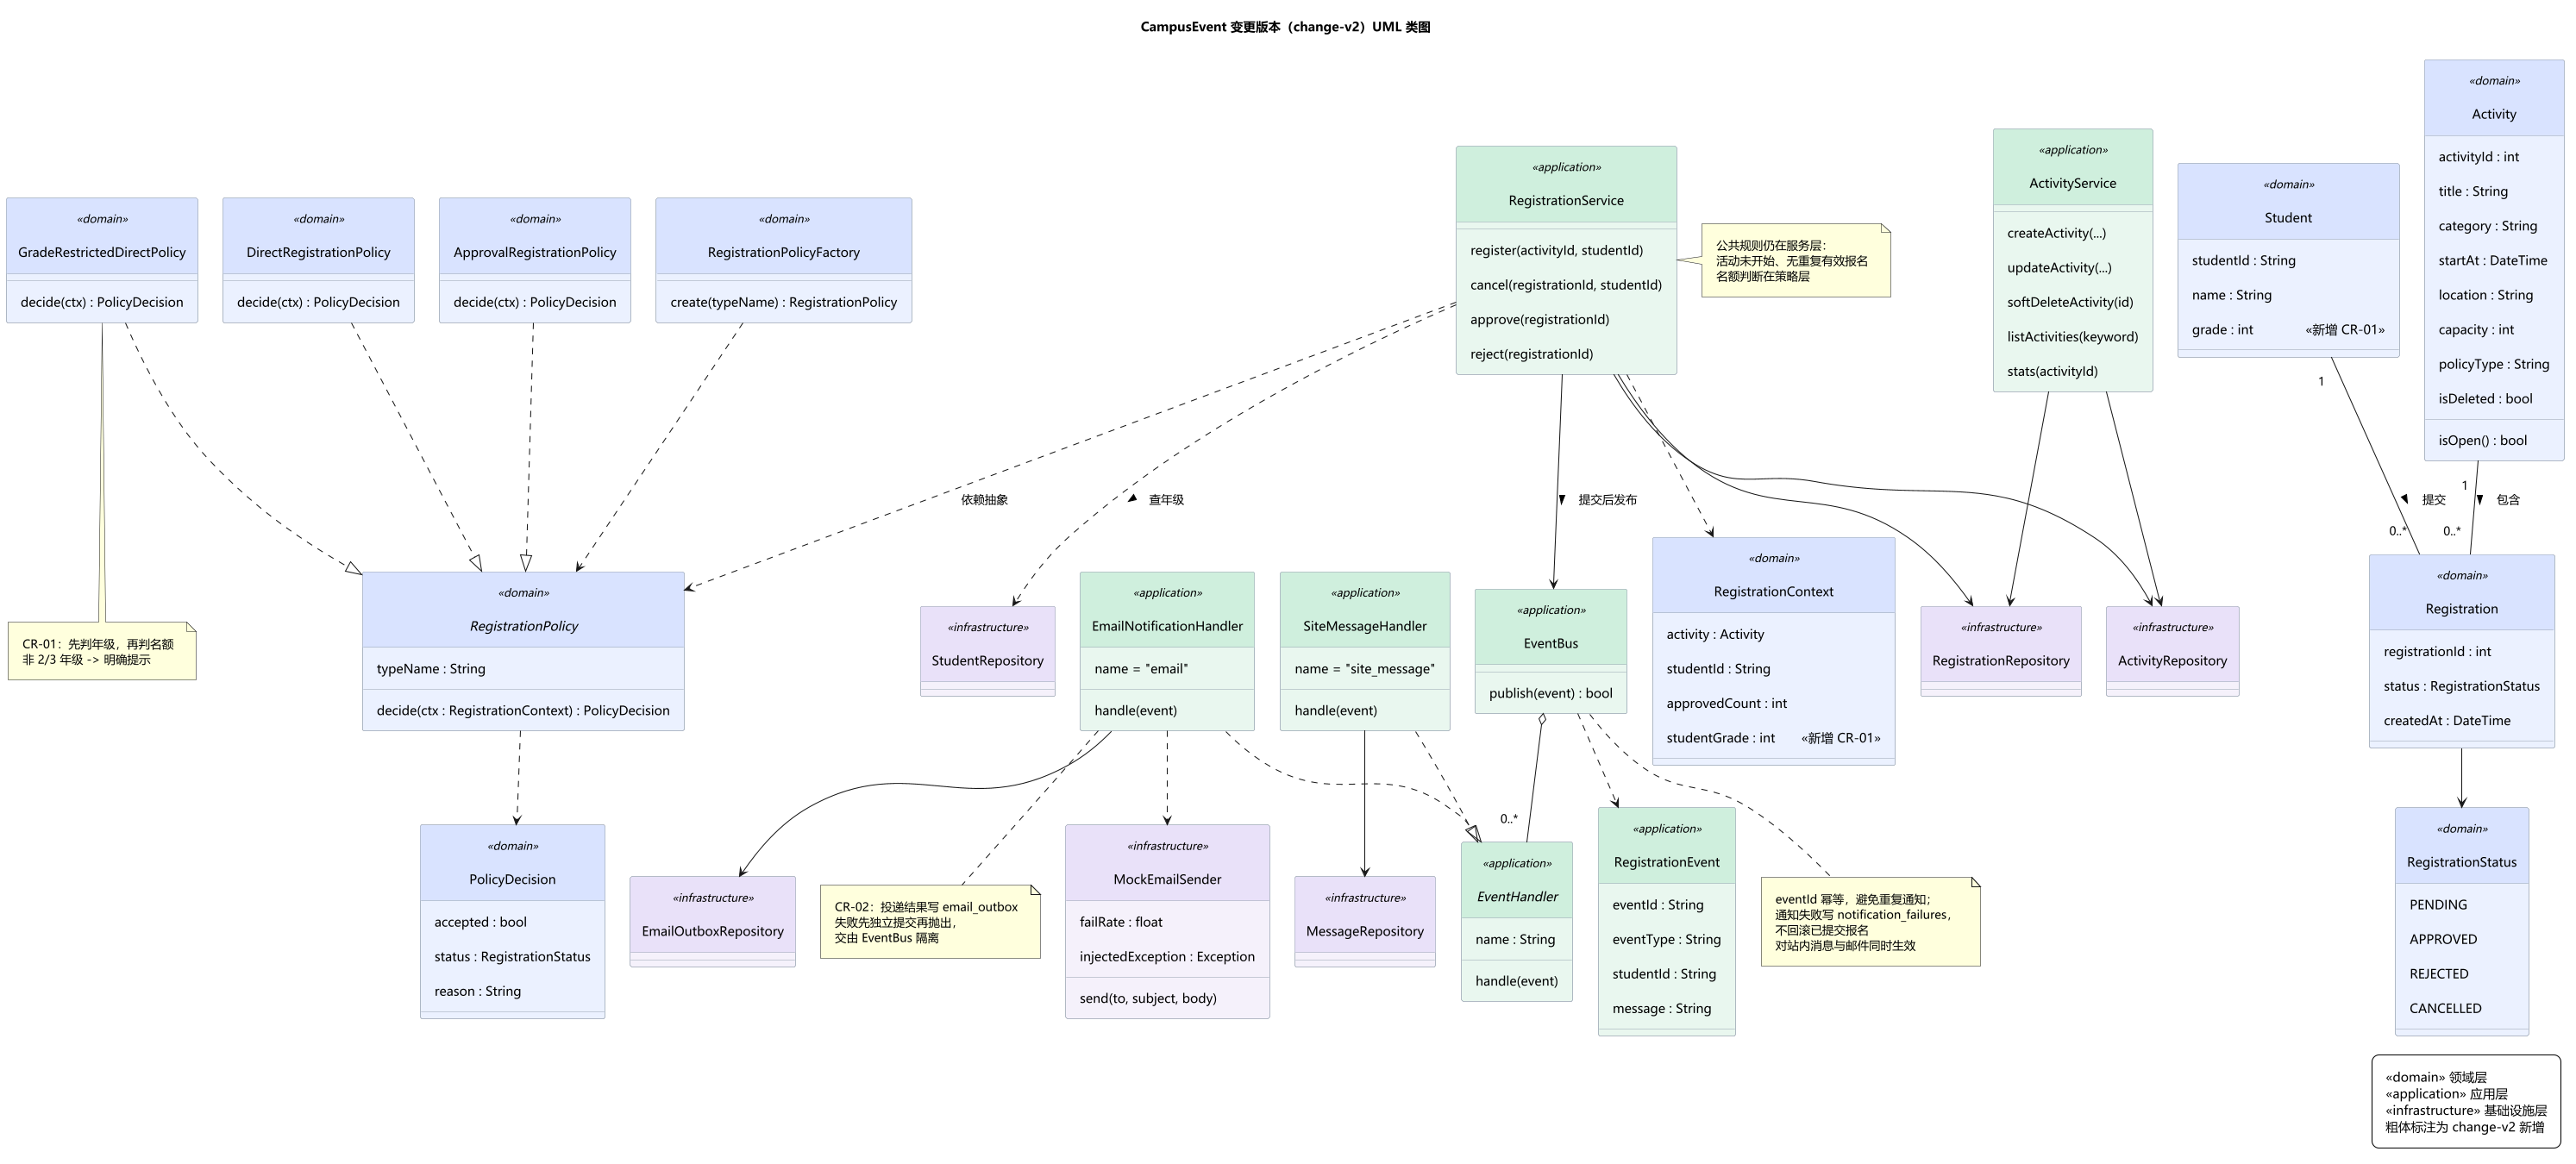 CampusEvent 变更版本（change-v2）UML 类图
«domain»
GradeRestrictedDirectPolicy
decide(ctx) : PolicyDecision
«domain»
DirectRegistrationPolicy
decide(ctx) : PolicyDecision
«domain»
ApprovalRegistrationPolicy
decide(ctx) : PolicyDecision
«domain»
RegistrationPolicyFactory
create(typeName) : RegistrationPolicy
«application»
RegistrationService
register(activityId, studentId)
cancel(registrationId, studentId)
approve(registrationId)
reject(registrationId)
公共规则仍在服务层：
活动未开始、无重复有效报名
名额判断在策略层
«application»
ActivityService
createActivity(...)
updateActivity(...)
softDeleteActivity(id)
listActivities(keyword)
stats(activityId)
«domain»
Student
studentId : String
name : String
grade : int «新增 CR-01»
«domain»
Activity
activityId : int
title : String
category : String
startAt : DateTime
location : String
capacity : int
policyType : String
isDeleted : bool
isOpen() : bool
依赖抽象
查年级
提交后发布
1
提交
0..*
1
包含
0..*
CR-01：先判年级，再判名额
非 2/3 年级 -> 明确提示
«domain»
RegistrationPolicy
typeName : String
decide(ctx : RegistrationContext) : PolicyDecision
«infrastructure»
StudentRepository
«application»
EmailNotificationHandler
name = "email"
handle(event)
«application»
SiteMessageHandler
name = "site_message"
handle(event)
«application»
EventBus
publish(event) : bool
«domain»
RegistrationContext
activity : Activity
studentId : String
approvedCount : int
studentGrade : int «新增 CR-01»
«infrastructure»
RegistrationRepository
«infrastructure»
ActivityRepository
«domain»
Registration
registrationId : int
status : RegistrationStatus
createdAt : DateTime
«domain»
PolicyDecision
accepted : bool
status : RegistrationStatus
reason : String
«infrastructure»
EmailOutboxRepository
CR-02：投递结果写 email_outbox
失败先独立提交再抛出，
交由 EventBus 隔离
«infrastructure»
MockEmailSender
failRate : float
injectedException : Exception
send(to, subject, body)
«infrastructure»
MessageRepository
0..*
«application»
EventHandler
name : String
handle(event)
«application»
RegistrationEvent
eventId : String
eventType : String
studentId : String
message : String
eventId 幂等，避免重复通知；
通知失败写 notification_failures，
不回滚已提交报名
对站内消息与邮件同时生效
«domain»
RegistrationStatus
PENDING
APPROVED
REJECTED
CANCELLED
«domain» 领域层
«application» 应用层
«infrastructure» 基础设施层
粗体标注为 change-v2 新增